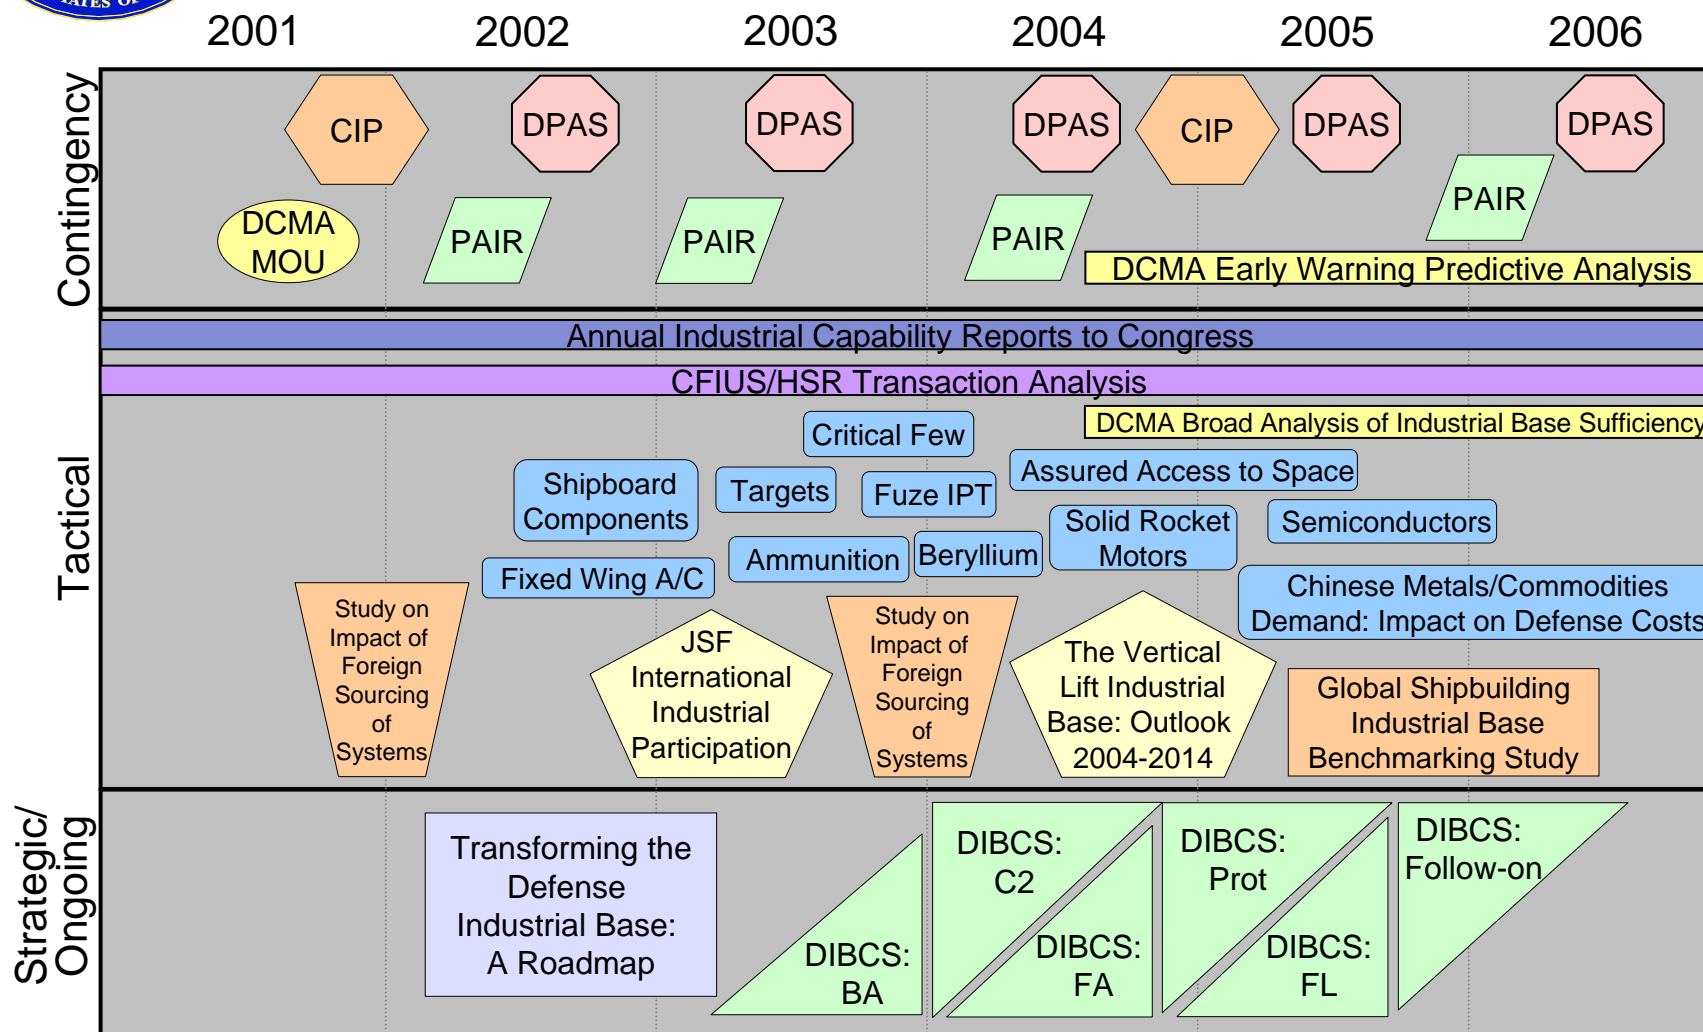 TATES OF
2001 2002 2003 2004 2005 2006
Contingency
CIP
DPAS
DPAS
DPAS
CIP
DPAS
DPAS
DCMA
MOU
PAIR
PAIR
PAIR
PAIR
DCMA Early Warning Predictive Analysis
Tactical
Annual Industrial Capability Reports to Congress
CFIUS/HSR Transaction Analysis
DCMA Broad Analysis of Industrial Base Sufficiency
Critical Few
Assured Access to Space
Shipboard
Components
Targets
Fuze IPT
Solid Rocket
Motors
Semiconductors
Ammunition
Beryllium
Fixed Wing A/C
Chinese Metals/Commodities
Demand: Impact on Defense Costs
Study on
Impact of
Foreign
Sourcing
of
Systems
JSF
International
Industrial
Participation
Study on
Impact of
Foreign
Sourcing
of
Systems
The Vertical
Lift Industrial
Base: Outlook
2004-2014
Global Shipbuilding
Industrial Base
Benchmarking Study
Strategic/
Ongoing
Transforming the
Defense
Industrial Base:
A Roadmap
DIBCS:
BA
DIBCS:
C2
DIBCS:
FA
DIBCS:
Prot
DIBCS:
FL
DIBCS:
Follow-on